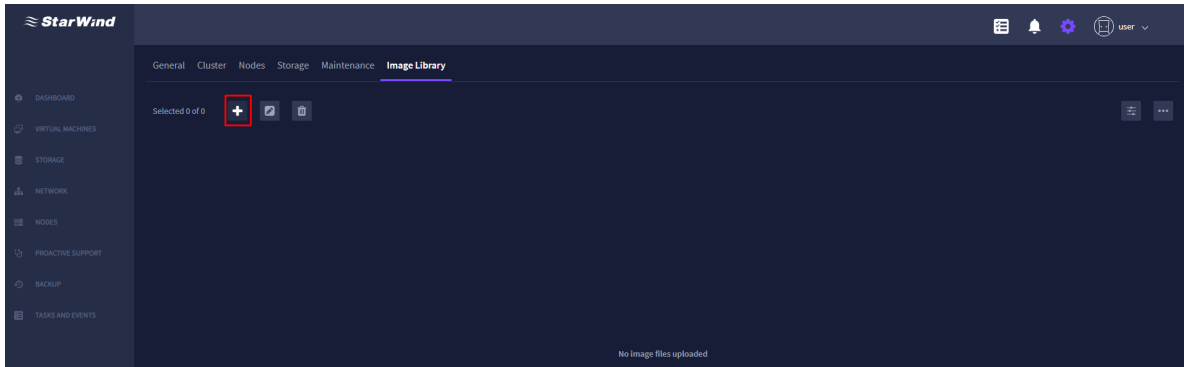 StarWind
user
General Cluster Nodes Storage Maintenance Image Library
Selected 0 of 0
DASHBOARD
VIRTUAL MACHINES
STORAGE
NETWORK
NODES
PROACTIVE SUPPORT
BACKUP
TASKS AND EVENTS
No image files uploaded